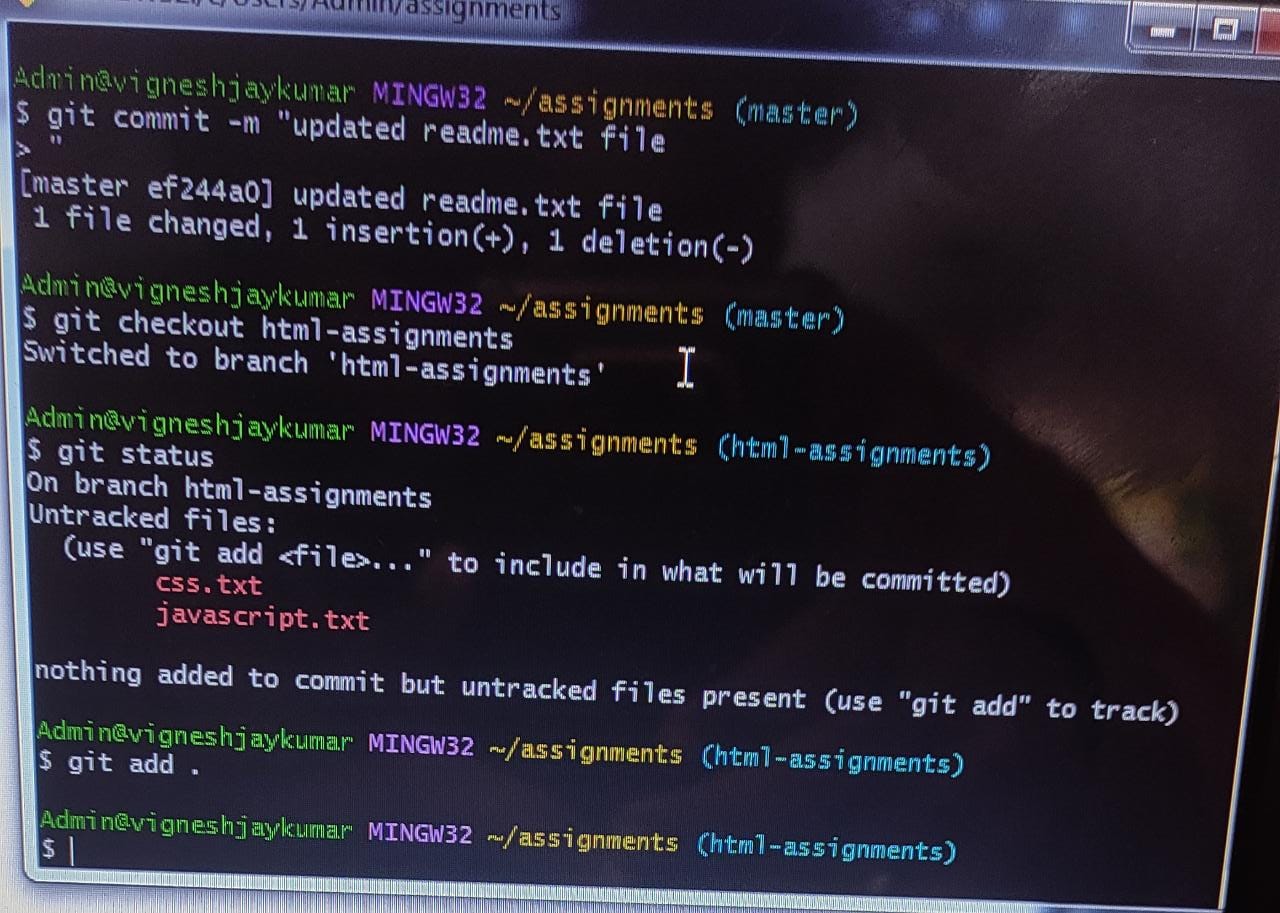 /Users/Admin/assignments
Admin@vigneshjaykumar MINGW32 ~/assignments (master)
$ git commit -m "updated readme.txt file
> "
[master ef244a0] updated readme.txt file
 1 file changed, 1 insertion(+), 1 deletion(-)
Admin@vigneshjaykumar MINGW32 ~/assignments (master)
$ git checkout html-assignments
Switched to branch 'html-assignments'
Admin@vigneshjaykumar MINGW32 ~/assignments (html-assignments)
$ git status
On branch html-assignments
Untracked files:
  (use "git add <file>..." to include in what will be committed)
        css.txt
        javascript.txt
nothing added to commit but untracked files present (use "git add" to track)
Admin@vigneshjaykumar MINGW32 ~/assignments (html-assignments)
$ git add .
Admin@vigneshjaykumar MINGW32 ~/assignments (html-assignments)
$